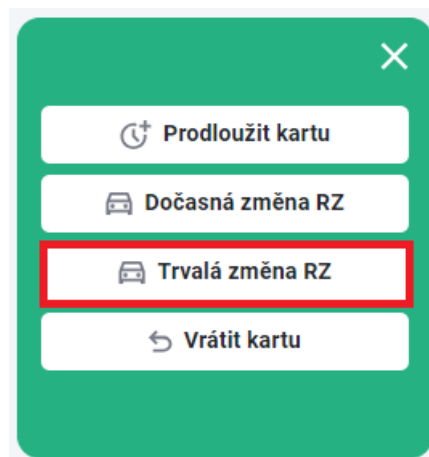 Prodloužit kartu
Dočasná změna RZ
Trvalá změna RZ
Vrátit kartu